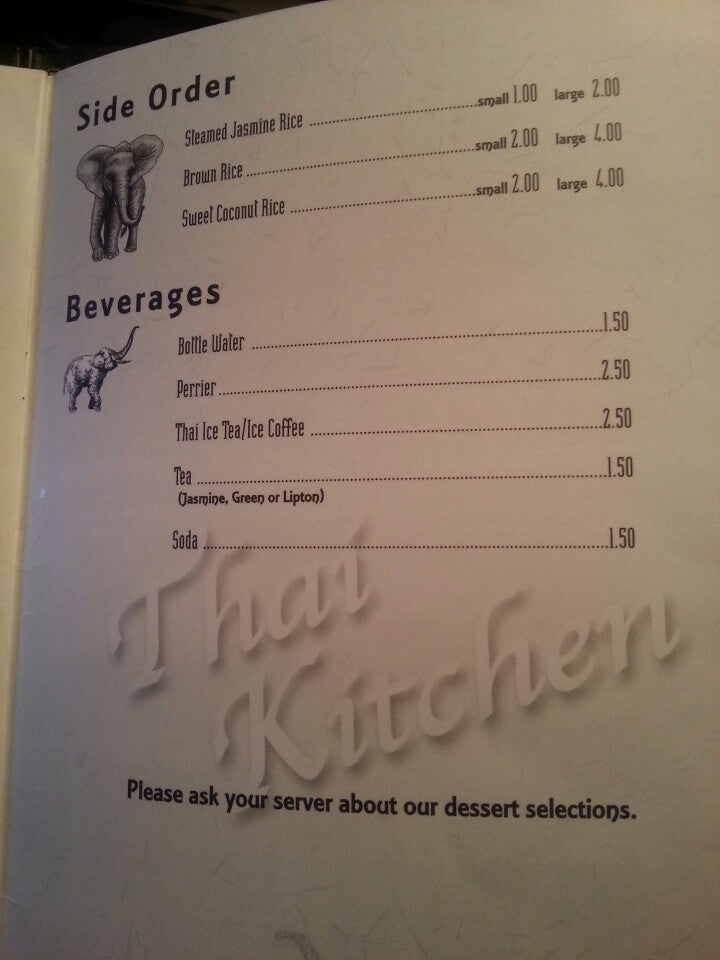 Side Order
Steamed Jasmine Rice ........ small 1.00 large 2.00
Brown Rice ........ small 2.00 large 4.00
Sweet Coconut Rice ........ small 2.00 large 4.00
Beverages
Bottle Water ........ 1.50
Perrier ........ 2.50
Thai Ice Tea/Ice Coffee ........ 2.50
Tea ........ 1.50
(Jasmine, Green or Lipton)
Soda ........ 1.50
Thai
Kitchen
Please ask your server about our dessert selections.